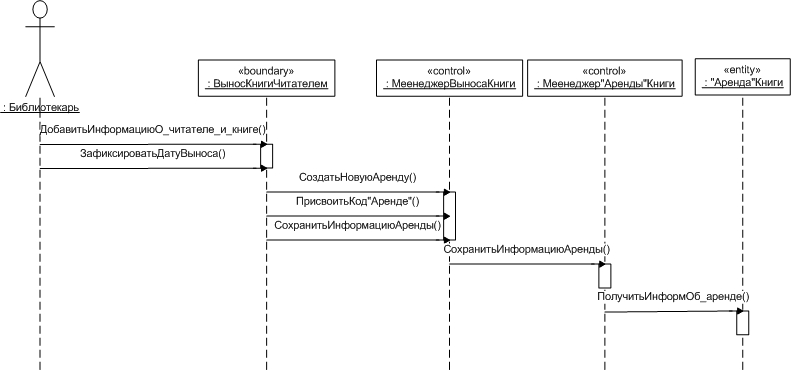 «boundary»
: ВыносКнигиЧитателем
«control»
: МеенеджерВыносаКниги
«control»
: Меенеджер"Аренды"Книги
«entity»
: "Аренда"Книги
: Библиотекарь
ДобавитьИнформациюО_читателе_и_книге()
ЗафиксироватьДатуВыноса()
СоздатьНовуюАренду()
ПрисвоитьКод"Аренде"()
СохранитьИнформациюАренды()
СохранитьИнформациюАренды()
ПолучитьИнформОб_аренде()